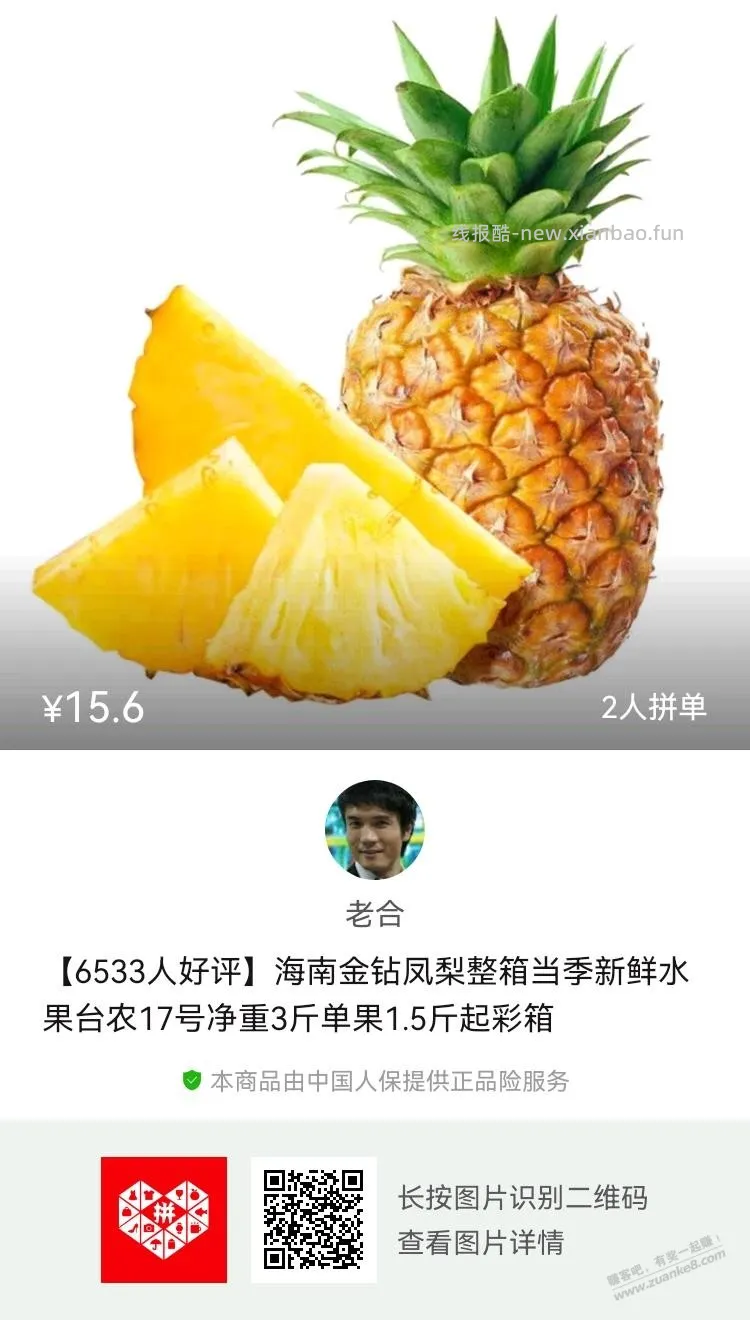 线报酷-new.xianbao.fun
¥15.6
2人拼单
老合
【6533人好评】海南金钻凤梨整箱当季新鲜水
果台农17号净重3斤单果1.5斤起彩箱
本商品由中国人保提供正品险服务
拼
长按图片识别二维码
查看图片详情
赚客吧,有奖一起赚!
www.zuanke8.com